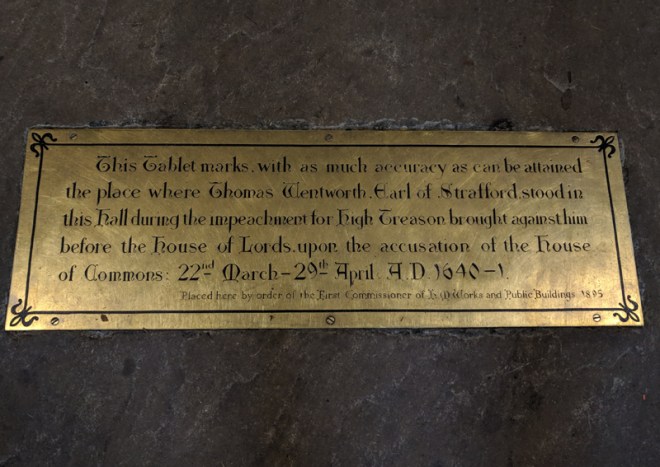 This Tablet marks, with as much accuracy as can be attained
the place where Thomas Wentworth, Earl of Strafford, stood in
this Hall during the impeachment for High Treason brought against him
before the House of Lords, upon the accusation of the House
of Commons: 22nd March – 29th April. A.D. 1640–1.
Placed here by order of the First Commissioner of H.M. Works and Public Buildings 1895